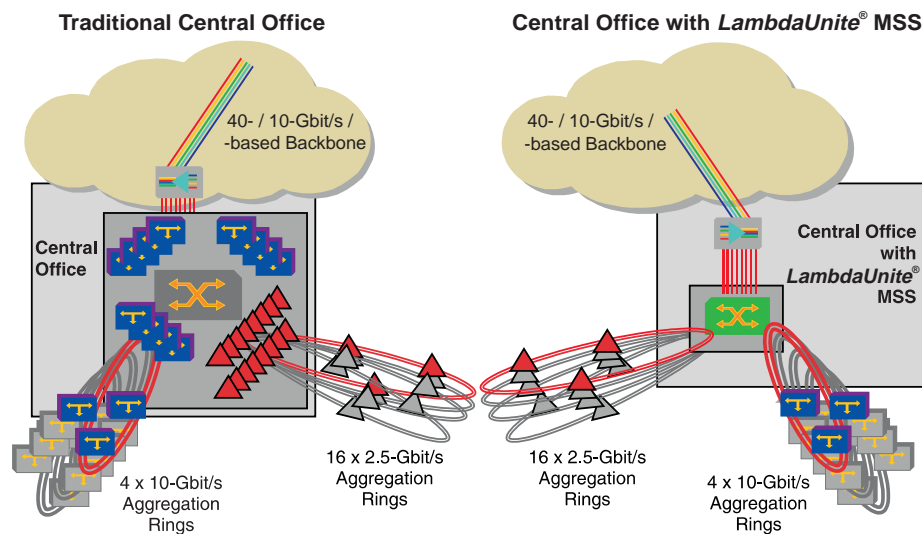 Traditional Central Office
Central Office with LambdaUnite® MSS
40- / 10-Gbit/s /
-based Backbone
40- / 10-Gbit/s /
-based Backbone
Central
Office
Central Office
with
LambdaUnite®
MSS
16 x 2.5-Gbit/s
Aggregation
Rings
16 x 2.5-Gbit/s
Aggregation
Rings
4 x 10-Gbit/s
Aggregation
Rings
4 x 10-Gbit/s
Aggregation
Rings